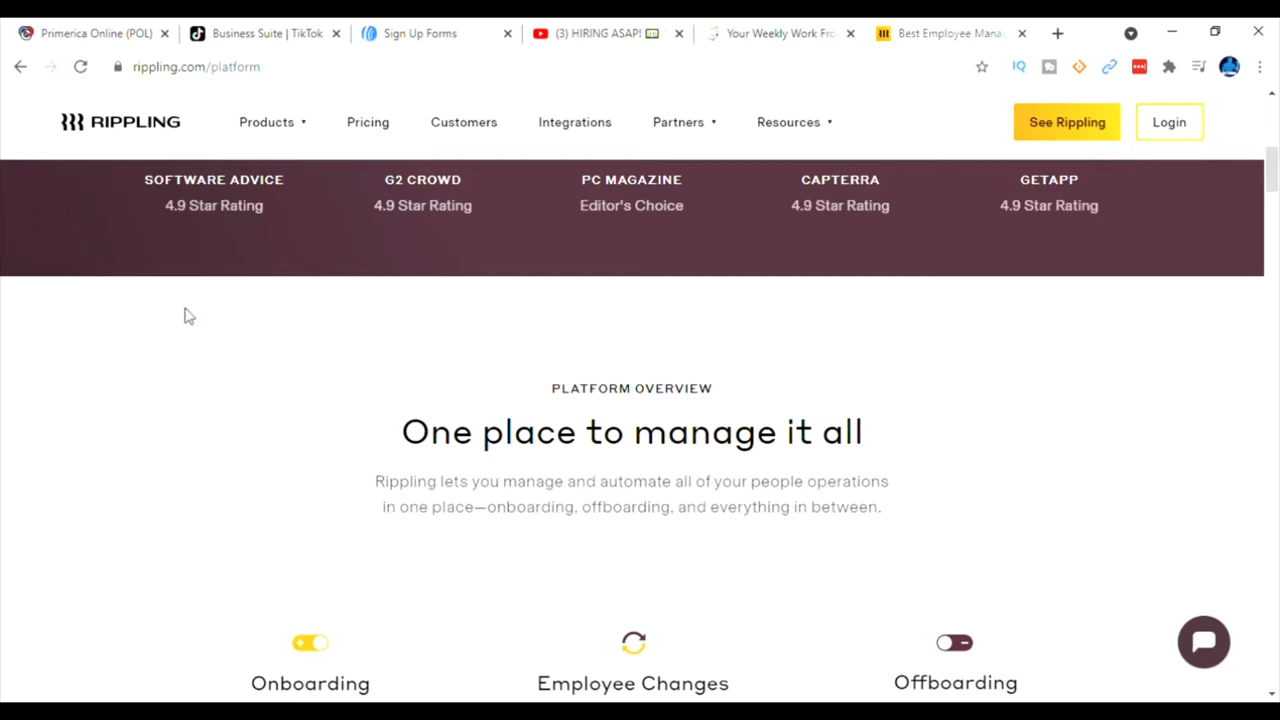 Primerica Online (POL)
Business Suite | TikTok
Sign Up Forms
(3) HIRING ASAP!
Your Weekly Work Fro
Best Employee Mana
rippling.com/platform
IQ
RIPPLING
Products
Pricing
Customers
Integrations
Partners
Resources
See Rippling
Login
SOFTWARE ADVICE
G2 CROWD
PC MAGAZINE
CAPTERRA
GETAPP
4.9 Star Rating
4.9 Star Rating
Editor's Choice
4.9 Star Rating
4.9 Star Rating
PLATFORM OVERVIEW
One place to manage it all
Rippling lets you manage and automate all of your people operations
in one place—onboarding, offboarding, and everything in between.
Onboarding
Employee Changes
Offboarding